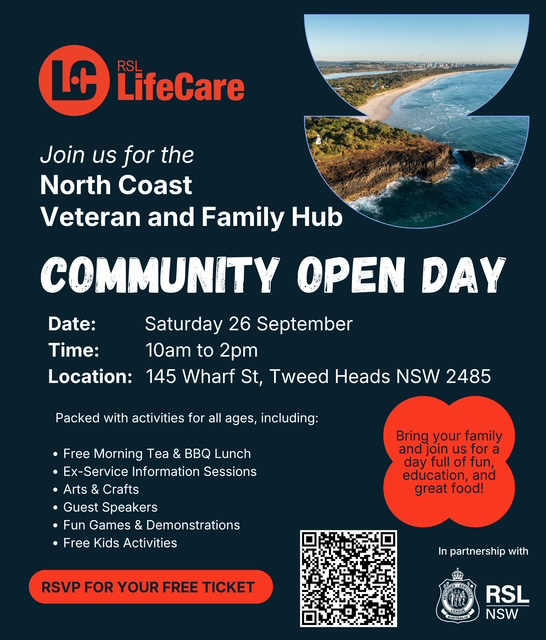 LC
RSL
LifeCare
Join us for the
North Coast
Veteran and Family Hub
COMMUNITY OPEN DAY
Date: Saturday 26 September
Time: 10am to 2pm
Location: 145 Wharf St, Tweed Heads NSW 2485
Packed with activities for all ages, including:
• Free Morning Tea & BBQ Lunch
• Ex-Service Information Sessions
• Arts & Crafts
• Guest Speakers
• Fun Games & Demonstrations
• Free Kids Activities
Bring your family
and join us for a
day full of fun,
education, and
great food!
RSVP FOR YOUR FREE TICKET
In partnership with
RSL
NSW